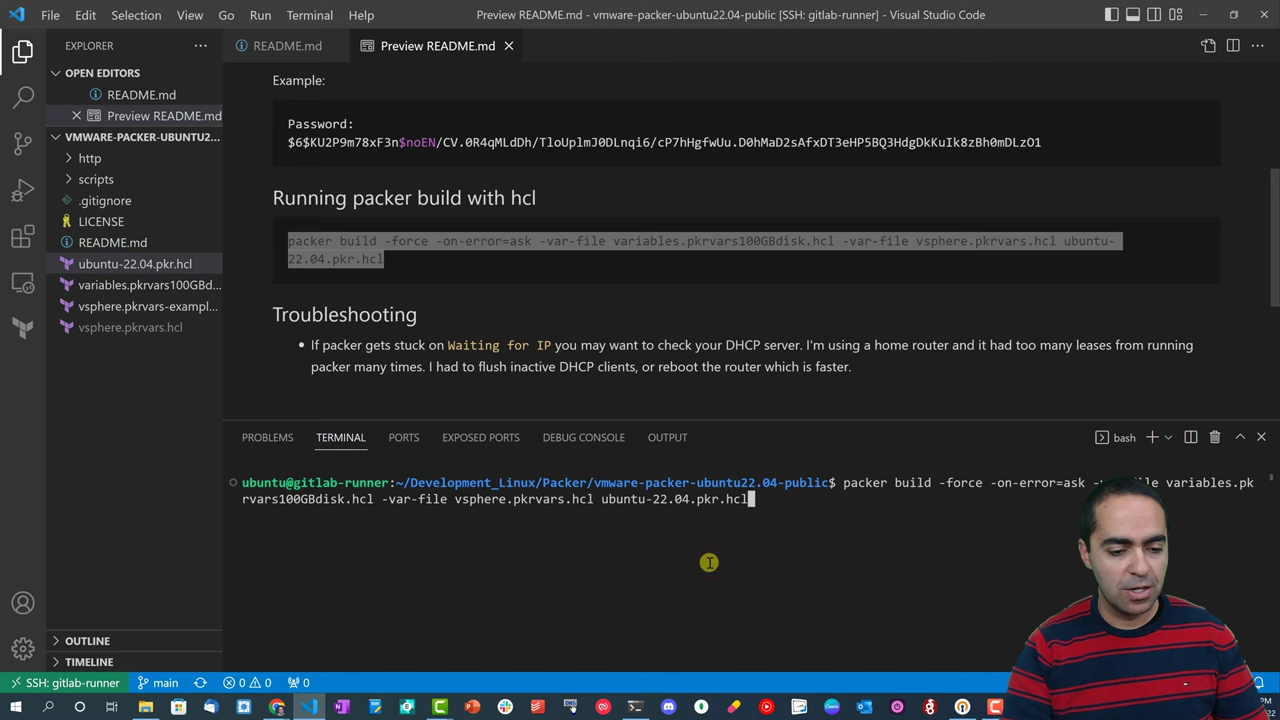 File Edit Selection View Go Run Terminal Help
Preview README.md - vmware-packer-ubuntu22.04-public [SSH: gitlab-runner] - Visual Studio Code
EXPLORER
README.md
Preview README.md
OPEN EDITORS
README.md
Preview README.md
VMWARE-PACKER-UBUNTU2...
http
scripts
.gitignore
LICENSE
README.md
ubuntu-22.04.pkr.hcl
variables.pkrvars100GBd...
vsphere.pkrvars-exampl...
vsphere.pkrvars.hcl
OUTLINE
TIMELINE
Example:
Password:
$6$KU2P9m78xF3n$noEN/CV.0R4qMLdDh/TloUplmJ0DLnqi6/cP7hHgfwUu.D0hMaD2sAfxDT3eHP5BQ3HdgDkKuIk8zBh0mDLzO1
Running packer build with hcl
packer build -force -on-error=ask -var-file variables.pkrvars100GBdisk.hcl -var-file vsphere.pkrvars.hcl ubuntu-
22.04.pkr.hcl
Troubleshooting
• If packer gets stuck on Waiting for IP you may want to check your DHCP server. I'm using a home router and it had too many leases from running
packer many times. I had to flush inactive DHCP clients, or reboot the router which is faster.
PROBLEMS TERMINAL PORTS EXPOSED PORTS DEBUG CONSOLE OUTPUT
bash
ubuntu@gitlab-runner:~/Development_Linux/Packer/vmware-packer-ubuntu22.04-public$ packer build -force -on-error=ask file variables.pk
rvars100GBdisk.hcl -var-file vsphere.pkrvars.hcl ubuntu-22.04.pkr.hcl
SSH: gitlab-runner main 0 0 0